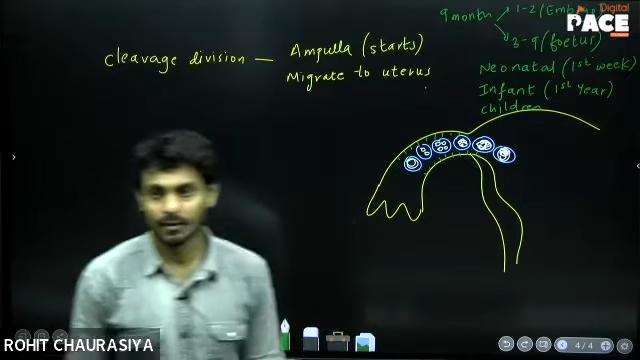 cleavage division — Ampulla (starts)
Migrate to uterus
9 month
1-2/(Emb
3-9/(foetus)
Neonatal (1st week)
Infant (1st year)
children
Digital
PACE
ROHIT CHAURASIYA
4/4